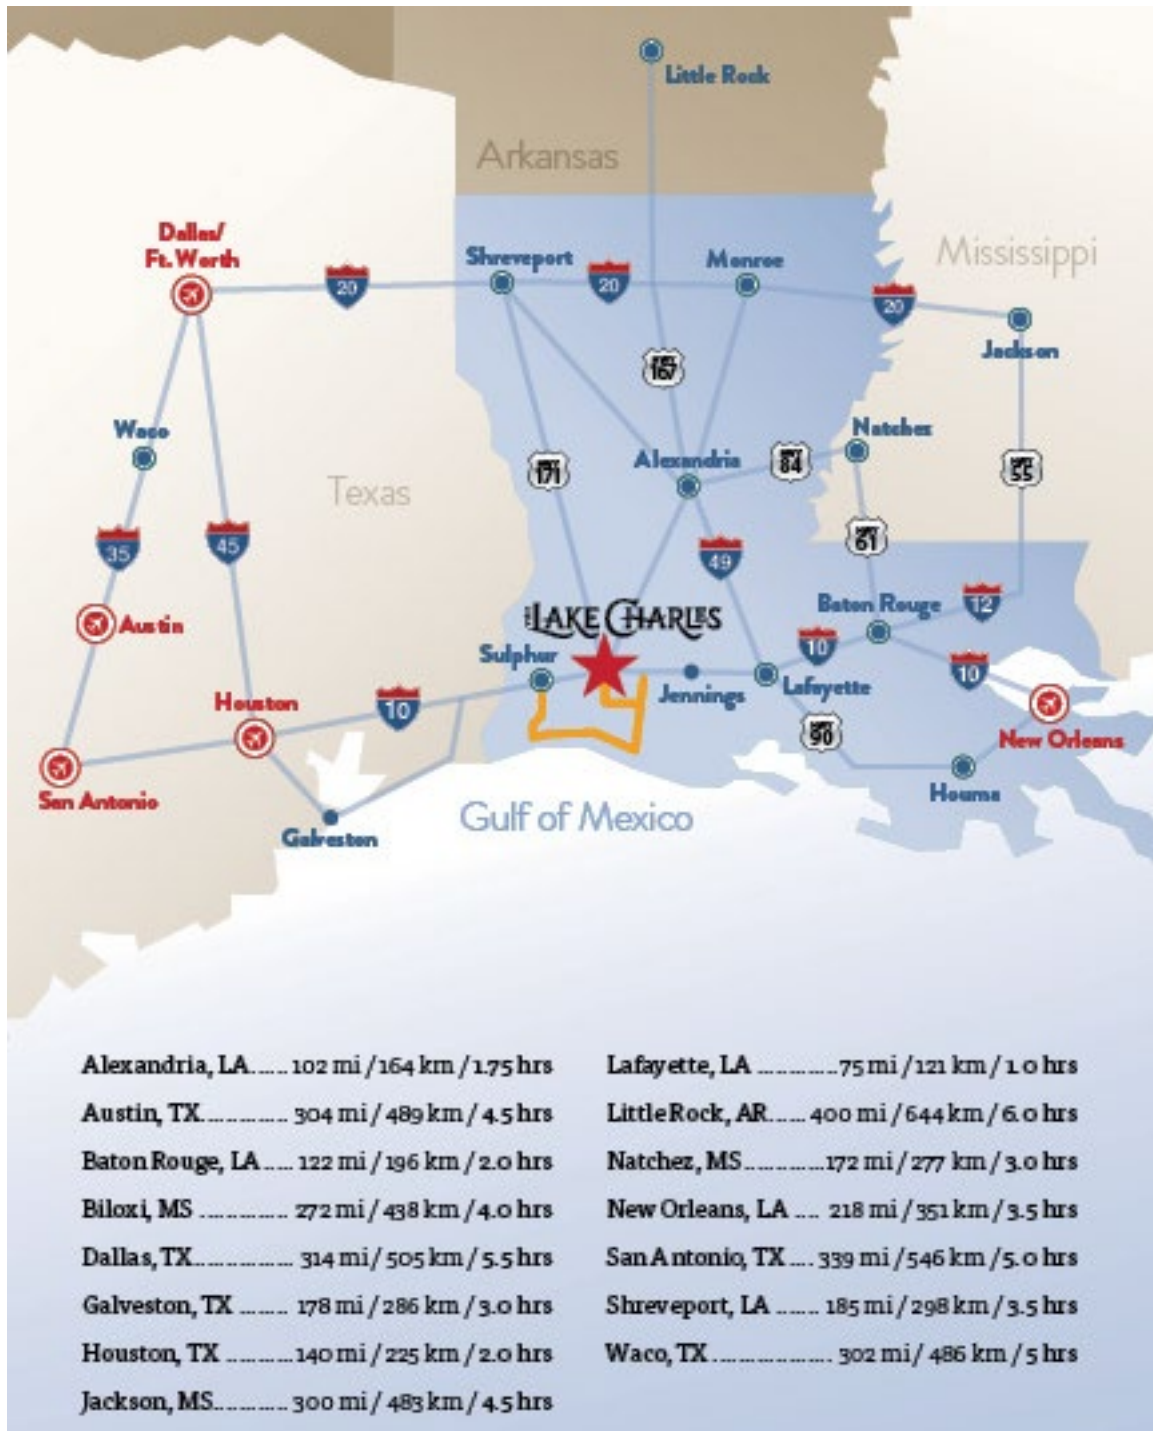 Little Rock
Arkansas
Dallas/
Ft. Worth
Mississippi
Shreveport
Monroe
20
20
20
Jackson
HWY
167
Waco
Natchez
Alexandria
HWY
84
HWY
171
HWY
55
Texas
35
45
HWY
61
49
THE LAKE CHARLES
Baton Rouge
12
Austin
Sulphur
10
10
Jennings
Lafayette
Houston
10
HWY
90
New Orleans
San Antonio
Houma
Gulf of Mexico
Galveston
Alexandria, LA...... 102 mi / 164 km / 1.75 hrs
Austin, TX.............. 304 mi / 489 km / 4.5 hrs
Baton Rouge, LA..... 122 mi / 196 km / 2.0 hrs
Biloxi, MS .............. 272 mi / 438 km / 4.0 hrs
Dallas, TX................ 314 mi / 505 km / 5.5 hrs
Galveston, TX ........ 178 mi / 286 km / 3.0 hrs
Houston, TX ...........140 mi / 225 km / 2.0 hrs
Jackson, MS............ 300 mi / 483 km / 4.5 hrs
Lafayette, LA .............75 mi / 121 km / 1.0 hrs
Little Rock, AR...... 400 mi / 644 km / 6.0 hrs
Natchez, MS.............172 mi / 277 km / 3.0 hrs
New Orleans, LA .... 218 mi / 351 km / 3.5 hrs
San Antonio, TX .... 339 mi / 546 km / 5.0 hrs
Shreveport, LA ....... 185 mi / 298 km / 3.5 hrs
Waco, TX ................... 302 mi / 486 km / 5 hrs